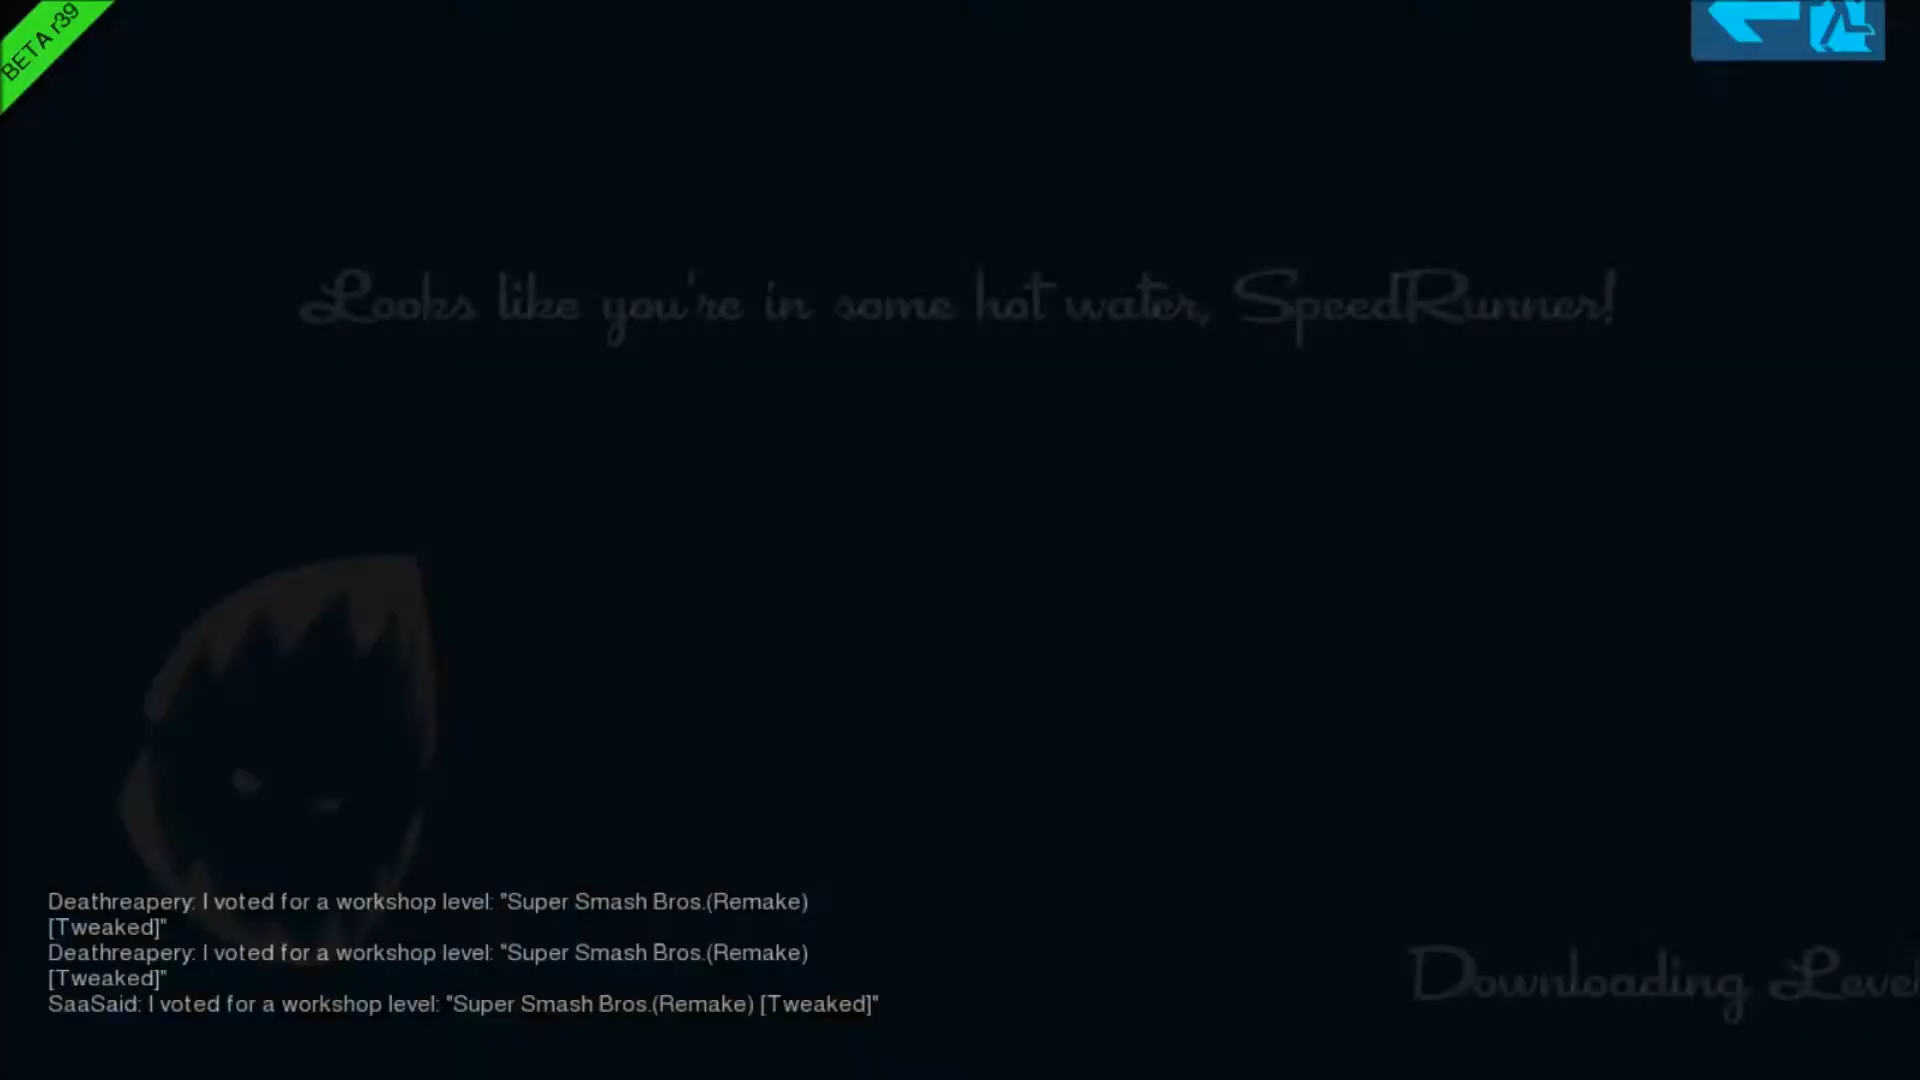 BETA r39
Looks like you're in some hot water, SpeedRunner!
Deathreapery: I voted for a workshop level: "Super Smash Bros.(Remake)
[Tweaked]"
Deathreapery: I voted for a workshop level: "Super Smash Bros.(Remake)
[Tweaked]"
SaaSaid: I voted for a workshop level: "Super Smash Bros.(Remake) [Tweaked]"
Downloading Level